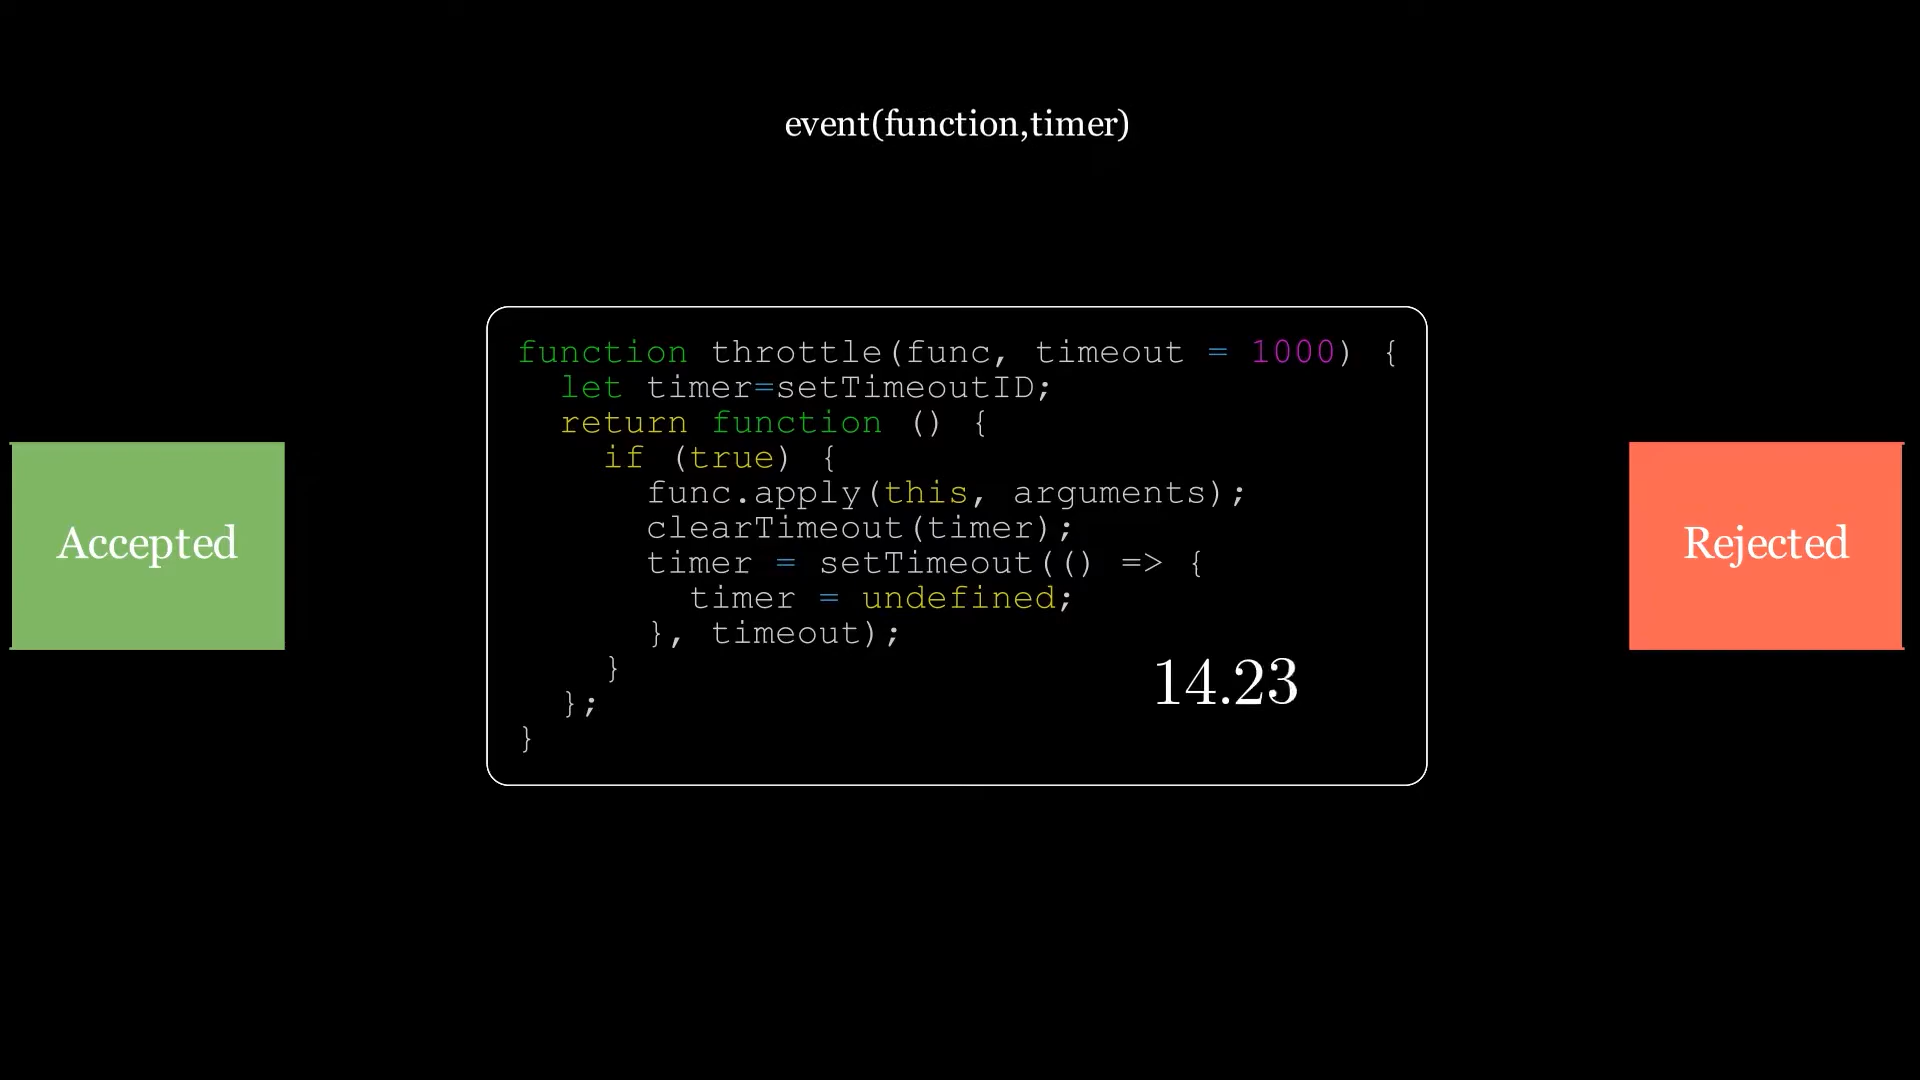 event(function,timer)
function throttle(func, timeout = 1000) {
  let timer=setTimeoutID;
  return function () {
    if (true) {
      func.apply(this, arguments);
      clearTimeout(timer);
      timer = setTimeout(() => {
        timer = undefined;
      }, timeout);
    }
  };
}
14.23
Accepted
Rejected